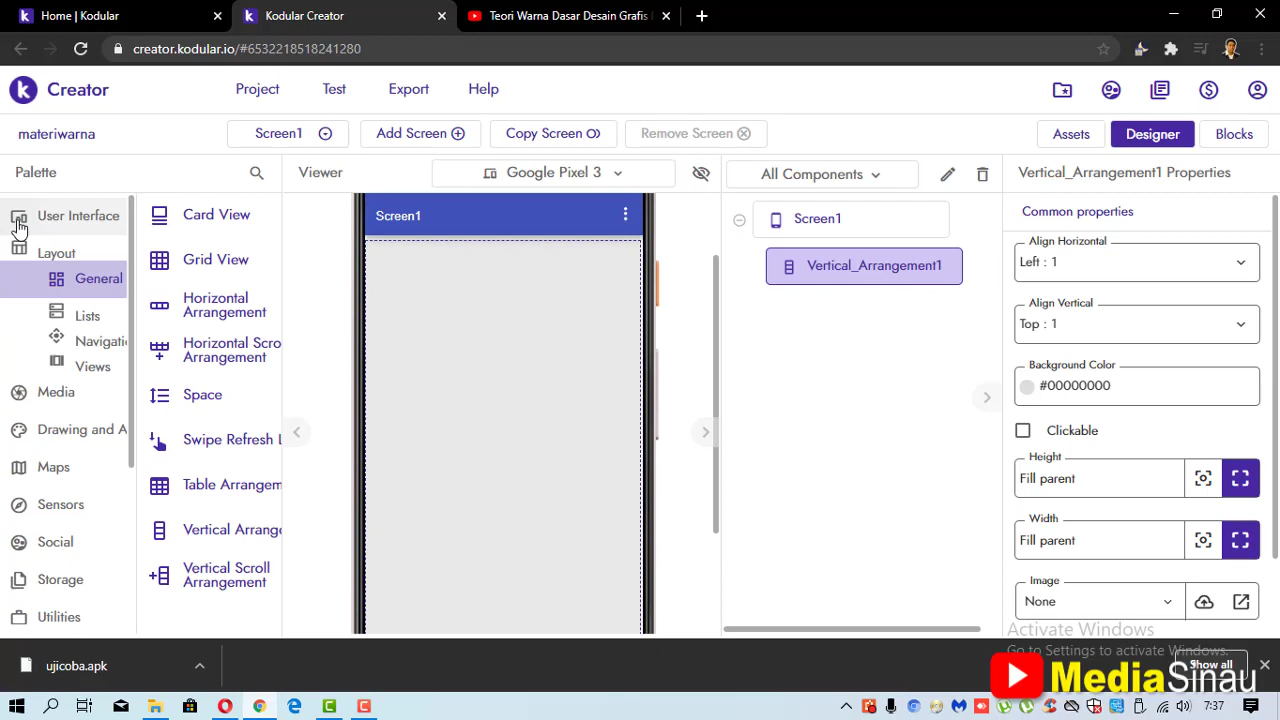 Home | Kodular
Kodular Creator
Teori Warna Dasar Desain Grafis
creator.kodular.io/#6532218518241280
Creator
Project
Test
Export
Help
materiwarna
Screen1
Add Screen
Copy Screen
Remove Screen
Assets
Designer
Blocks
Palette
Viewer
Google Pixel 3
All Components
Vertical_Arrangement1 Properties
User Interface
Layout
General
Lists
Navigati
Views
Media
Drawing and A
Maps
Sensors
Social
Storage
Utilities
Card View
Grid View
Horizontal
Arrangement
Horizontal Scro
Arrangement
Space
Swipe Refresh L
Table Arrangem
Vertical Arrange
Vertical Scroll
Arrangement
Screen1
Screen1
Vertical_Arrangement1
Common properties
Align Horizontal
Left : 1
Align Vertical
Top : 1
Background Color
#00000000
Clickable
Height
Fill parent
Width
Fill parent
Image
None
Activate Windows
Go to Settings to activate Windows.
ujicoba.apk
Show all
MediaSinau
7:37